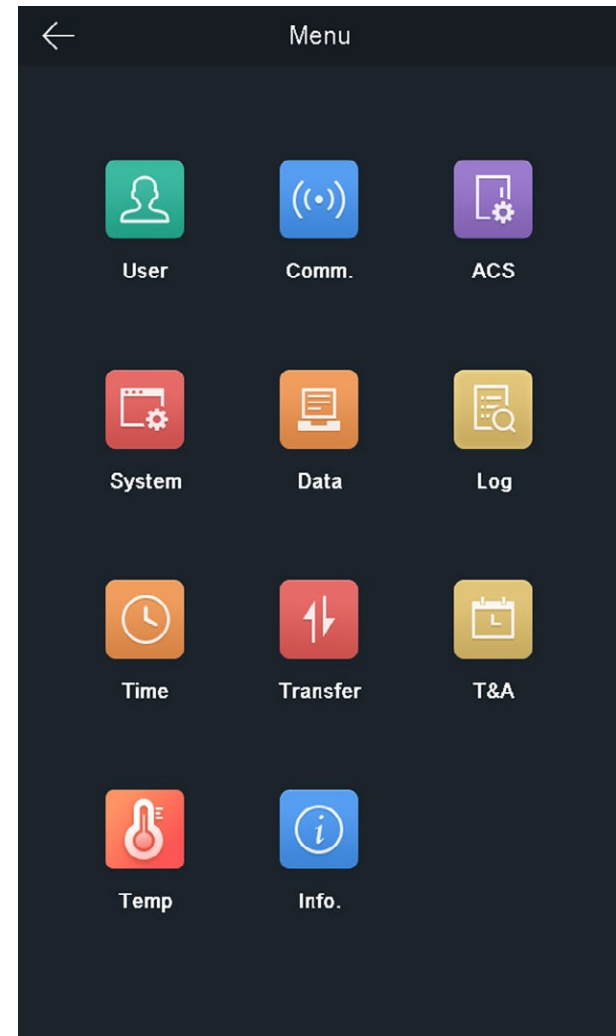 Menu
User Comm. ACS
System Data Log
Time Transfer T&A
Temp Info.